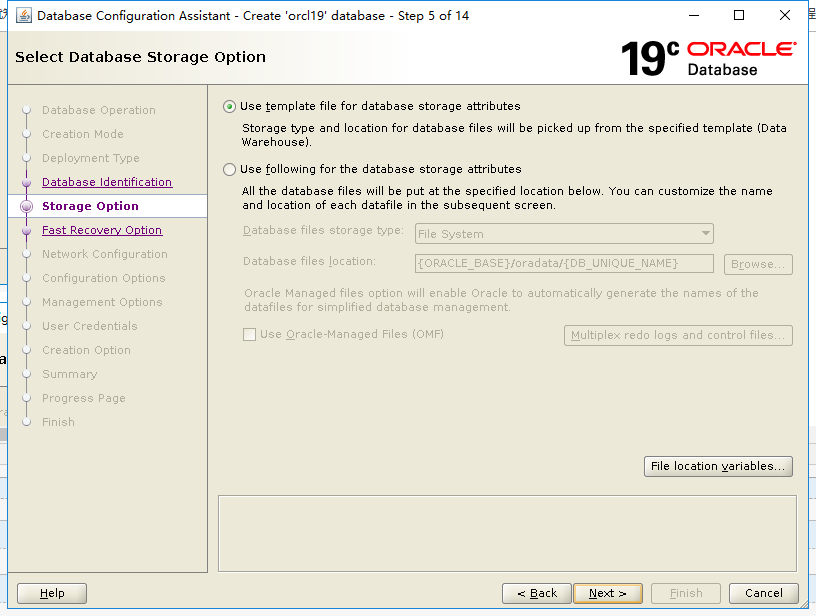 Database Configuration Assistant - Create 'orcl19' database - Step 5 of 14
Select Database Storage Option
19c ORACLE
Database
Database Operation
Creation Mode
Deployment Type
Database Identification
Storage Option
Fast Recovery Option
Network Configuration
Configuration Options
Management Options
User Credentials
Creation Option
Summary
Progress Page
Finish
Use template file for database storage attributes
Storage type and location for database files will be picked up from the specified template (Data
Warehouse).
Use following for the database storage attributes
All the database files will be put at the specified location below. You can customize the name
and location of each datafile in the subsequent screen.
Database files storage type: File System
Database files location: {ORACLE_BASE}/oradata/{DB_UNIQUE_NAME} Browse...
Oracle Managed files option will enable Oracle to automatically generate the names of the
datafiles for simplified database management.
Use Oracle-Managed Files (OMF) Multiplex redo logs and control files...
File location variables...
Help < Back Next > Finish Cancel